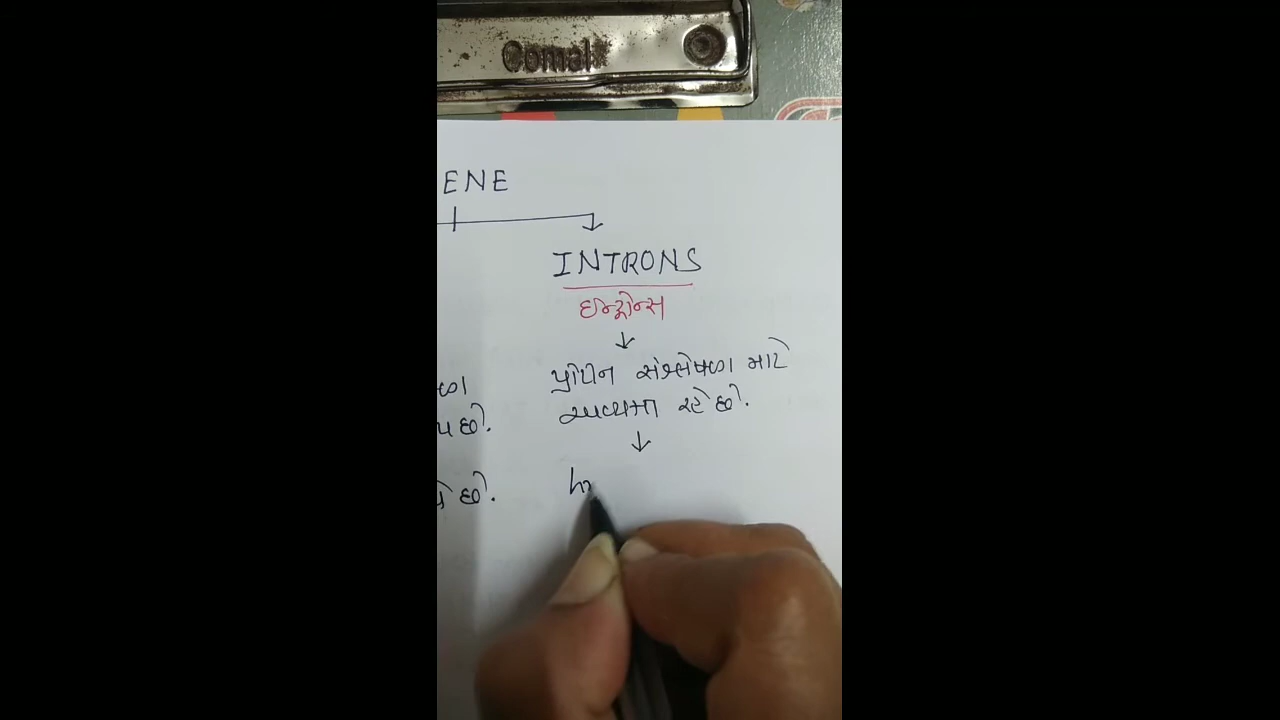 Comal
ENE
INTRONS
ઇન્ટ્રોન્સ
પ્રોટીન સંશ્લેષણ માટે
અવ્યક્ત રહે છે.
છે.
છે.